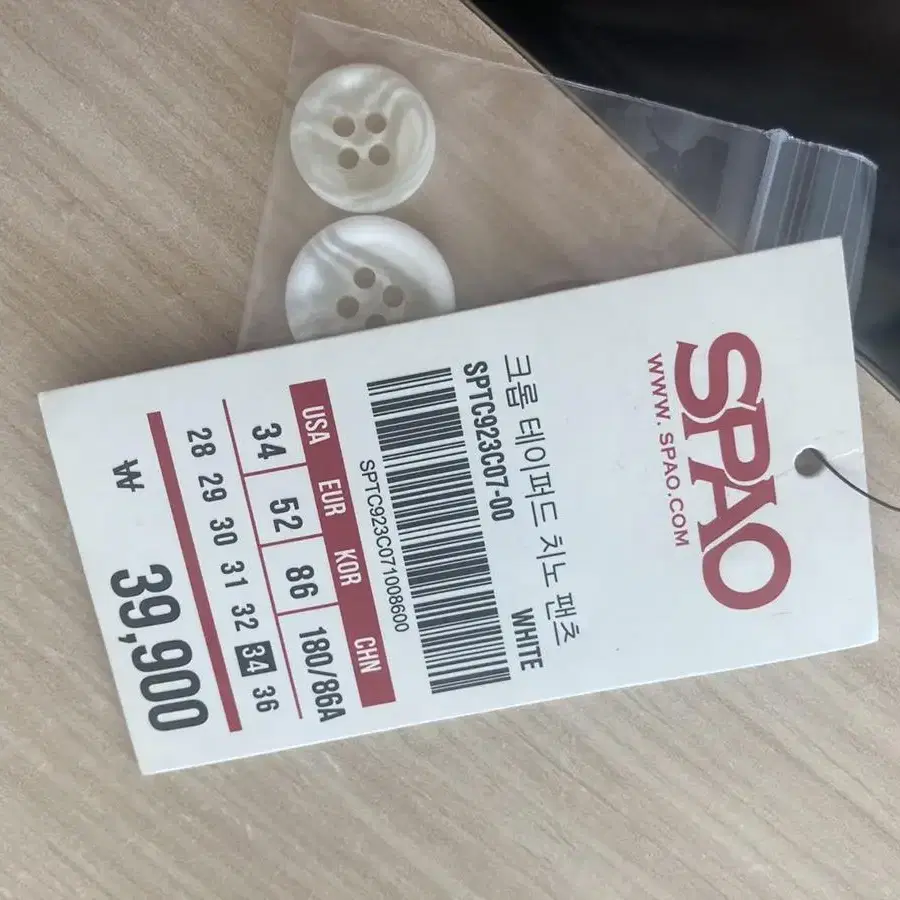 SPAO
WWW.SPAO.COM
크롭 테이퍼드 치노 팬츠
SPTC923C07-00 WHITE
SPTC923C071008600
USA EUR KOR CHN
34 52 86 180/86A
28 29 30 31 32 34 36
₩ 39,900